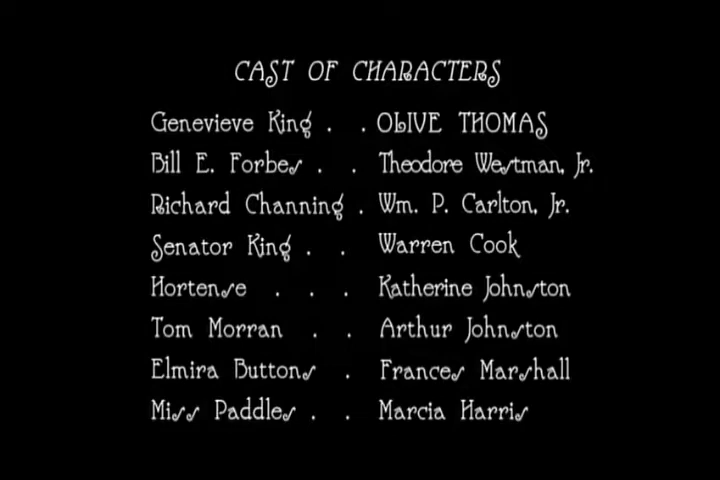 CAST OF CHARACTERS
Genevieve King . . OLIVE THOMAS
Bill E. Forbes . . Theodore Westman, Jr.
Richard Channing . Wm. P. Carlton, Jr.
Senator King . . Warren Cook
Hortense . . . Katherine Johnston
Tom Morran . . Arthur Johnston
Elmira Buttons . Frances Marshall
Miss Paddles . . Marcia Harris